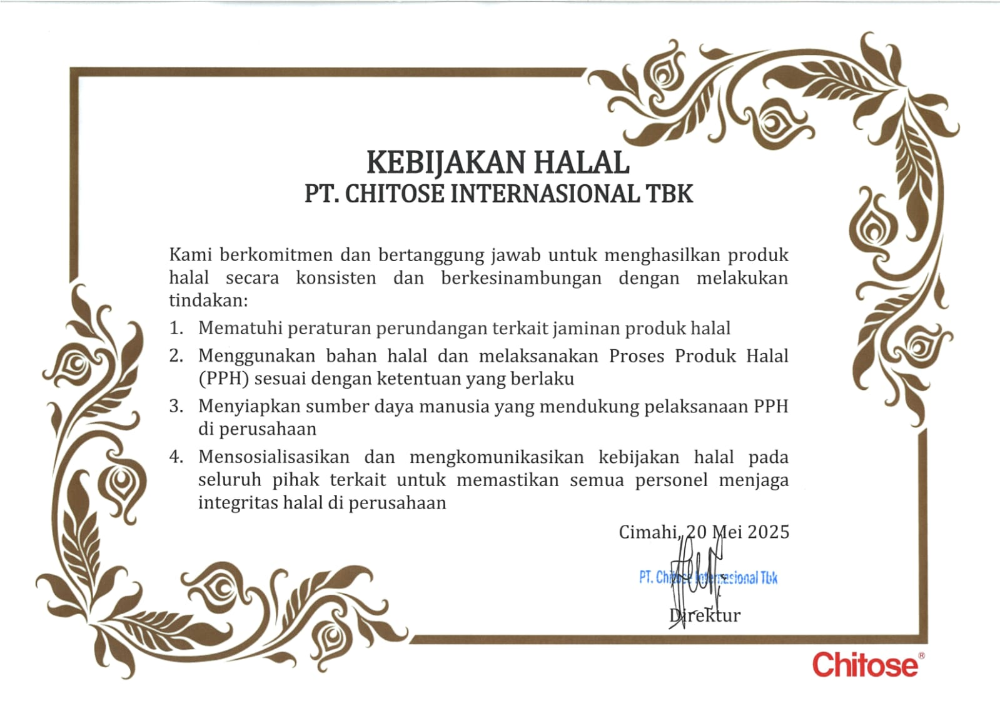 KEBIJAKAN HALAL
PT. CHITOSE INTERNASIONAL TBK
Kami berkomitmen dan bertanggung jawab untuk menghasilkan produk
halal secara konsisten dan berkesinambungan dengan melakukan
tindakan:
1. Mematuhi peraturan perundangan terkait jaminan produk halal
2. Menggunakan bahan halal dan melaksanakan Proses Produk Halal
(PPH) sesuai dengan ketentuan yang berlaku
3. Menyiapkan sumber daya manusia yang mendukung pelaksanaan PPH
di perusahaan
4. Mensosialisasikan dan mengkomunikasikan kebijakan halal pada
seluruh pihak terkait untuk memastikan semua personel menjaga
integritas halal di perusahaan
Cimahi, 20 Mei 2025
PT. Chitose Internasional Tbk
Direktur
Chitose®